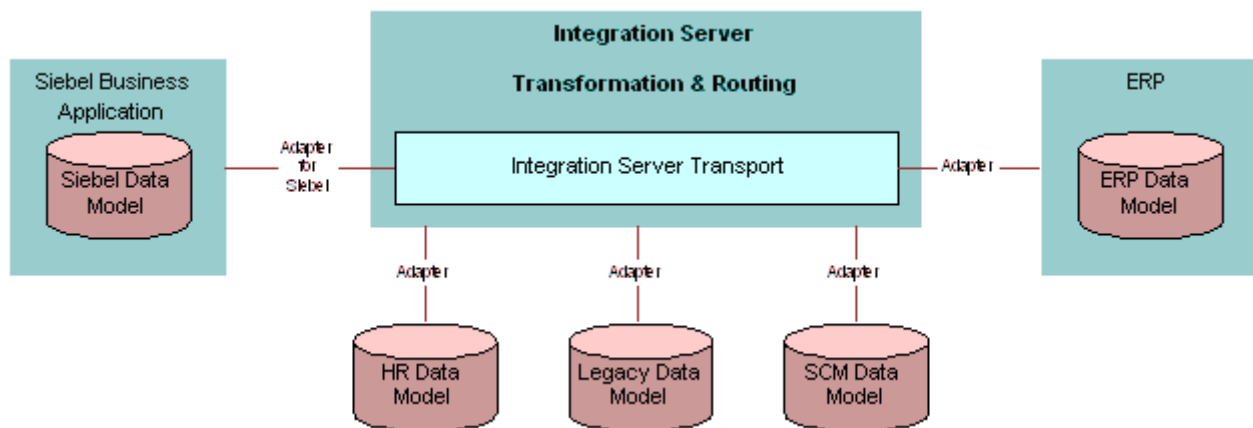 Integration Server
Transformation & Routing
Siebel Business
Application
Siebel Data
Model
Adapter
for
Siebel
Integration Server Transport
Adapter
ERP
ERP Data
Model
Adapter
Adapter
Adapter
HR Data
Model
Legacy Data
Model
SCM Data
Model